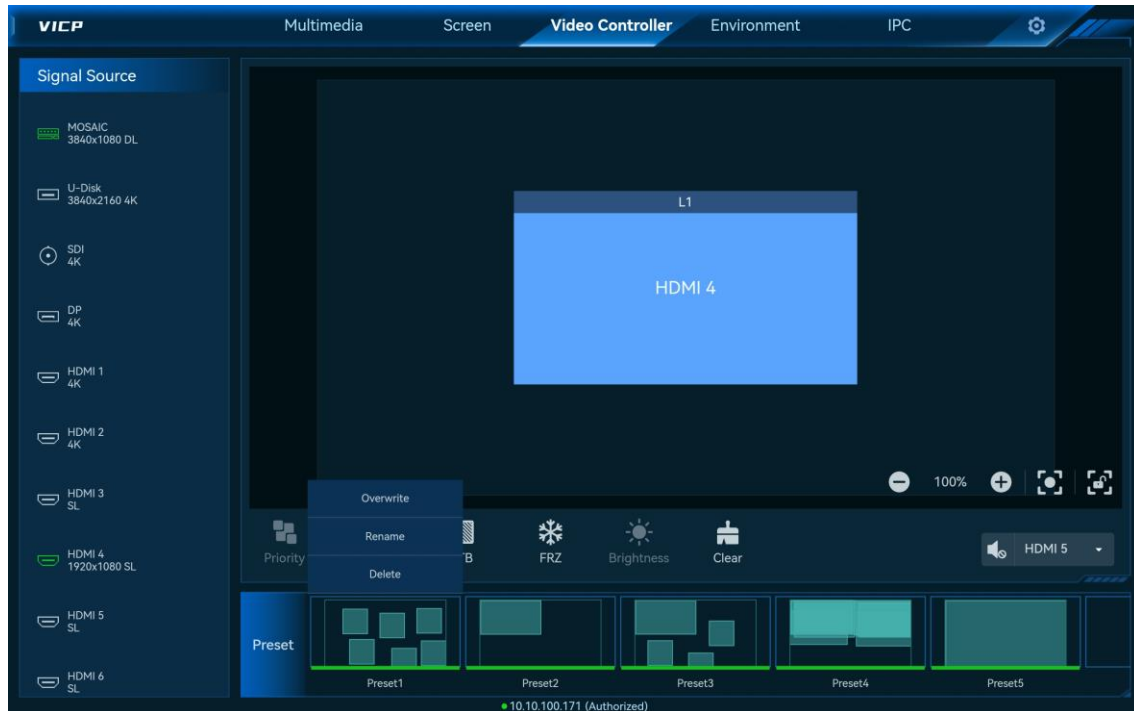 VICP
Multimedia
Screen
Video Controller
Environment
IPC
Signal Source
MOSAIC
3840x1080 DL
U-Disk
3840x2160 4K
SDI
4K
DP
4K
HDMI 1
4K
HDMI 2
4K
HDMI 3
SL
HDMI 4
1920x1080 SL
HDMI 5
SL
HDMI 6
SL
L1
HDMI 4
100%
Overwrite
Rename
Delete
Priority
B
FRZ
Brightness
Clear
HDMI 5
Preset
Preset1
Preset2
Preset3
Preset4
Preset5
10.10.100.171 (Authorized)